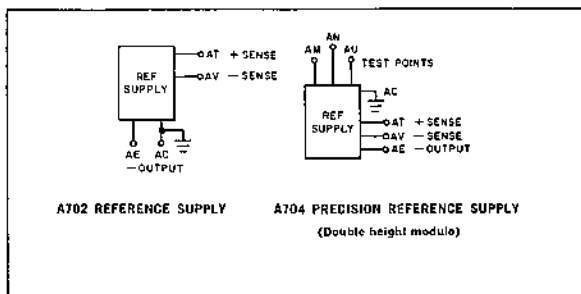 REF
SUPPLY
AT + SENSE
AV — SENSE
AE AC
—OUTPUT
A702 REFERENCE SUPPLY
AN
AM AU
TEST POINTS
REF
SUPPLY
AC
AT + SENSE
AV — SENSE
AE — OUTPUT
A704 PRECISION REFERENCE SUPPLY
(Double height module)